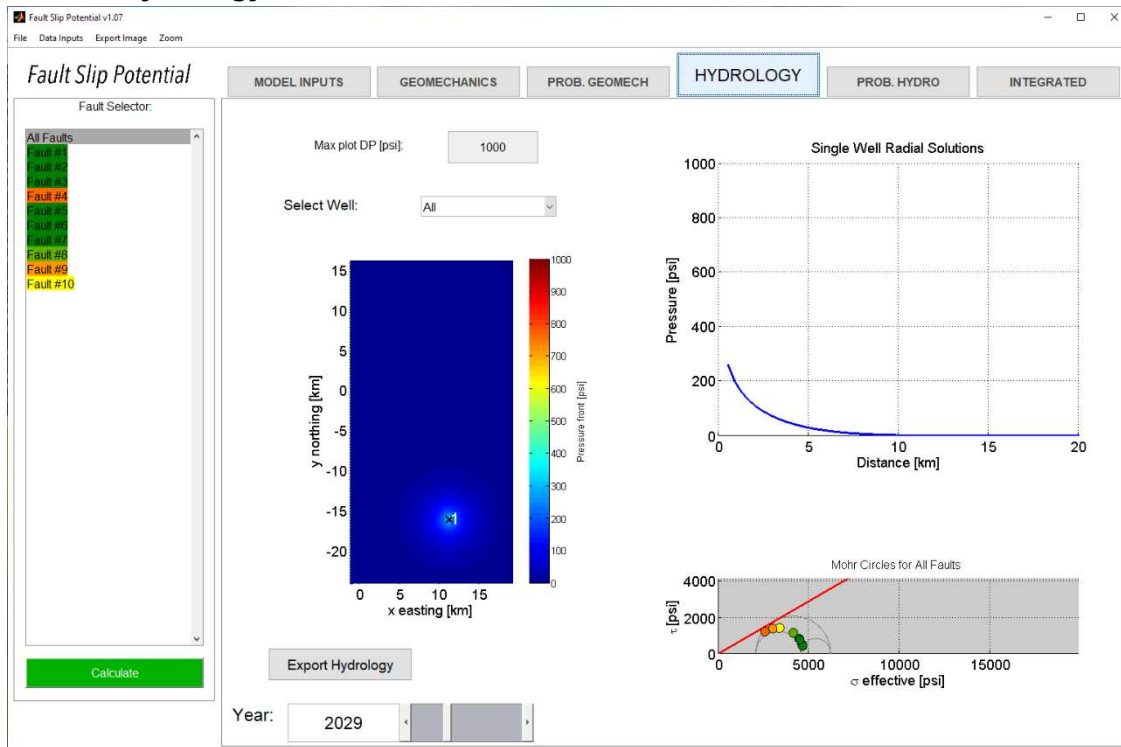 Fault Slip Potential v1.07
File Data Inputs Export Image Zoom
Fault Slip Potential
MODEL INPUTS GEOMECHANICS PROB. GEOMECH HYDROLOGY PROB. HYDRO INTEGRATED
Fault Selector:
All Faults
Fault #1
Fault #2
Fault #3
Fault #4
Fault #5
Fault #6
Fault #7
Fault #8
Fault #9
Fault #10
Calculate
Max plot DP [psi]: 1000
Select Well: All
15
10
5
0
-5
-10
-15
-20
y northing [km]
1
0 5 10 15
x easting [km]
1000
900
800
700
600
500
400
300
200
100
0
Pressure front [psi]
Export Hydrology
Year: 2029
Single Well Radial Solutions
1000
800
600
400
200
0
Pressure [psi]
0 5 10 15 20
Distance [km]
Mohr Circles for All Faults
4000
2000
0
τ [psi]
0 5000 10000 15000
σ effective [psi]